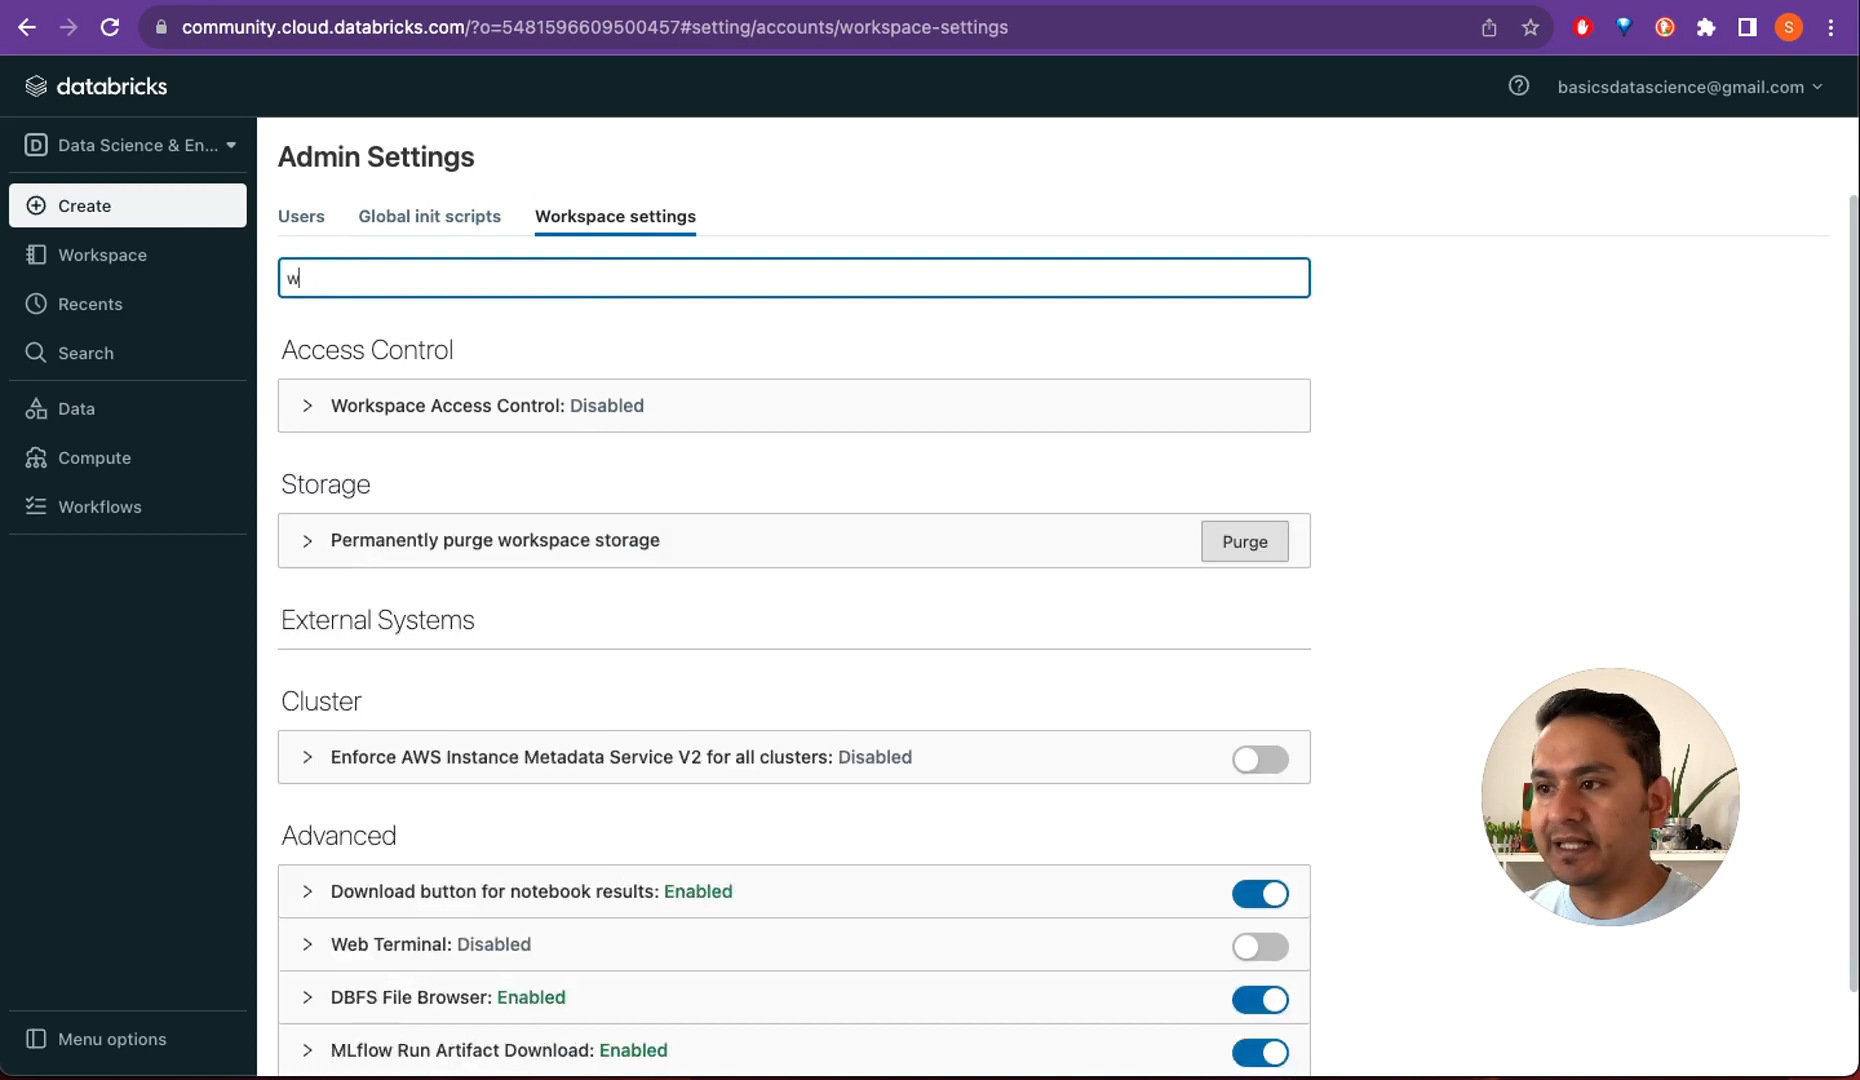 community.cloud.databricks.com/?o=5481596609500457#setting/accounts/workspace-settings
S
databricks
basicsdatascience@gmail.com
D Data Science & En...
Create
Workspace
Recents
Search
Data
Compute
Workflows
Menu options
Admin Settings
Users Global init scripts Workspace settings
w
Access Control
Workspace Access Control: Disabled
Storage
Permanently purge workspace storage Purge
External Systems
Cluster
Enforce AWS Instance Metadata Service V2 for all clusters: Disabled
Advanced
Download button for notebook results: Enabled
Web Terminal: Disabled
DBFS File Browser: Enabled
MLflow Run Artifact Download: Enabled